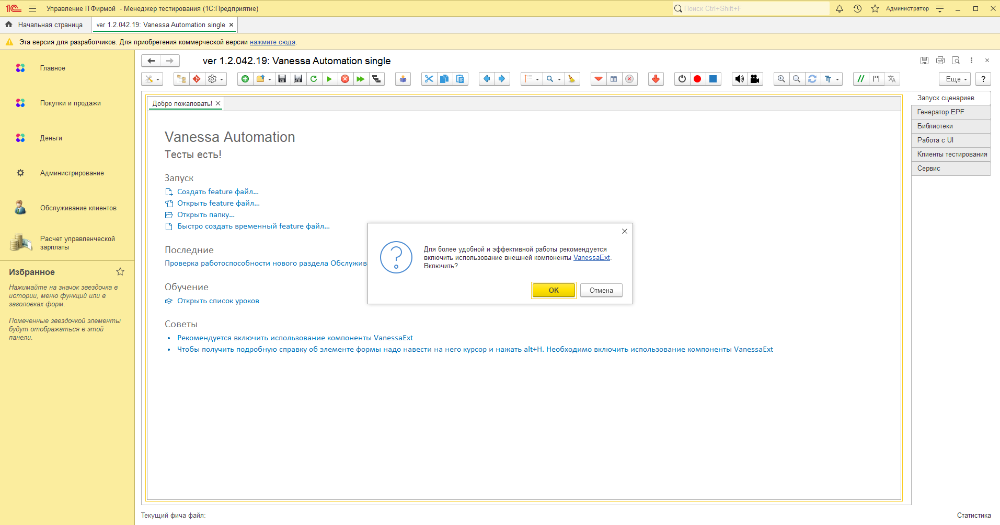 Управление ITФирмой - Менеджер тестирования (1С:Предприятие)
Поиск Ctrl+Shift+F
Администратор
Начальная страница
ver 1.2.042.19: Vanessa Automation single
Эта версия для разработчиков. Для приобретения коммерческой версии нажмите сюда.
Главное
Покупки и продажи
Деньги
Администрирование
Обслуживание клиентов
Расчет управленческой
зарплаты
Избранное
Нажимайте на значок звездочка в
истории, меню функций или в
заголовках форм.
Помеченные звездочкой элементы
будут отображаться в этой
панели.
ver 1.2.042.19: Vanessa Automation single
Еще
?
Добро пожаловать!
Vanessa Automation
Тесты есть!
Запуск
Создать feature файл...
Открыть feature файл...
Открыть папку...
Быстро создать временный feature файл...
Последние
Проверка работоспособности нового раздела Обслужив
Обучение
Открыть список уроков
Советы
• Рекомендуется включить использование компоненты VanessaExt
• Чтобы получить подробную справку об элементе формы надо навести на него курсор и нажать alt+H. Необходимо включить использование компоненты VanessaExt
Для более удобной и эффективной работы рекомендуется
включить использование внешней компоненты VanessaExt.
Включить?
OK
Отмена
Запуск сценариев
Генератор EPF
Библиотеки
Работа с UI
Клиенты тестирования
Сервис
Текущий фича файл:
Статистика